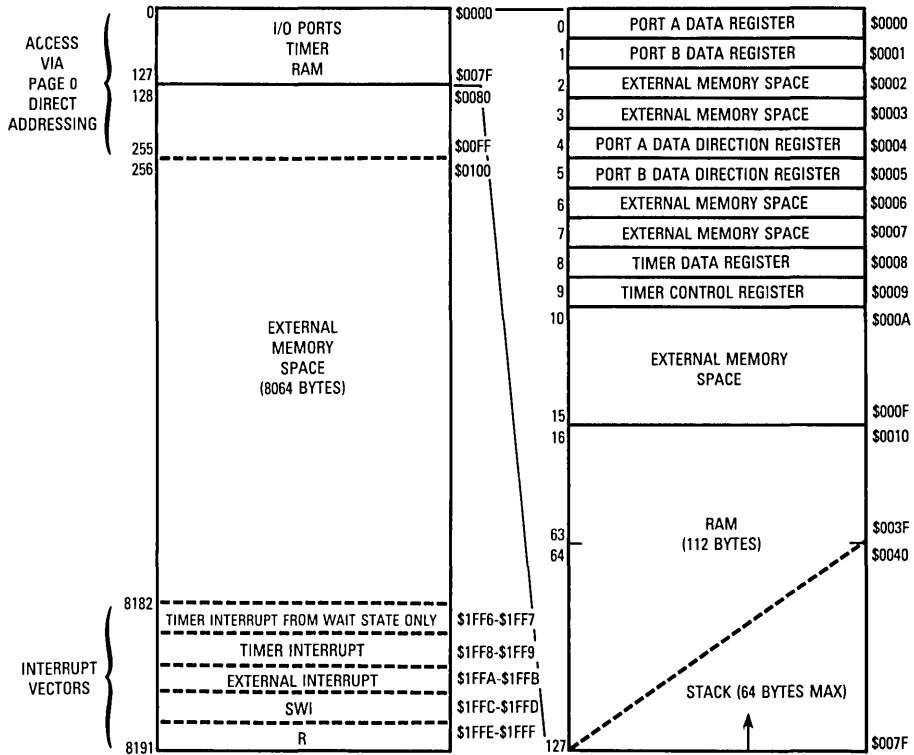 ACCESS
VIA
PAGE 0
DIRECT
ADDRESSING
0
127
128
255
256
8182
INTERRUPT
VECTORS
8191
I/O PORTS
TIMER
RAM
EXTERNAL
MEMORY
SPACE
(8064 BYTES)
TIMER INTERRUPT FROM WAIT STATE ONLY
TIMER INTERRUPT
EXTERNAL INTERRUPT
SWI
R
$0000
$007F
$0080
$00FF
$0100
$1FF6-$1FF7
$1FF8-$1FF9
$1FFA-$1FFB
$1FFC-$1FFD
$1FFE-$1FFF
0 PORT A DATA REGISTER $0000
1 PORT B DATA REGISTER $0001
2 EXTERNAL MEMORY SPACE $0002
3 EXTERNAL MEMORY SPACE $0003
4 PORT A DATA DIRECTION REGISTER $0004
5 PORT B DATA DIRECTION REGISTER $0005
6 EXTERNAL MEMORY SPACE $0006
7 EXTERNAL MEMORY SPACE $0007
8 TIMER DATA REGISTER $0008
9 TIMER CONTROL REGISTER $0009
10 $000A
EXTERNAL MEMORY
SPACE
15 $000F
16 $0010
RAM
(112 BYTES)
63 $003F
64 $0040
STACK (64 BYTES MAX)
127 $007F